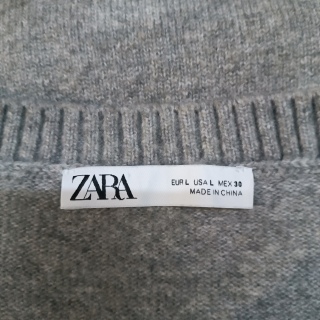 ZARA
EUR L USA L MEX 30
MADE IN CHINA